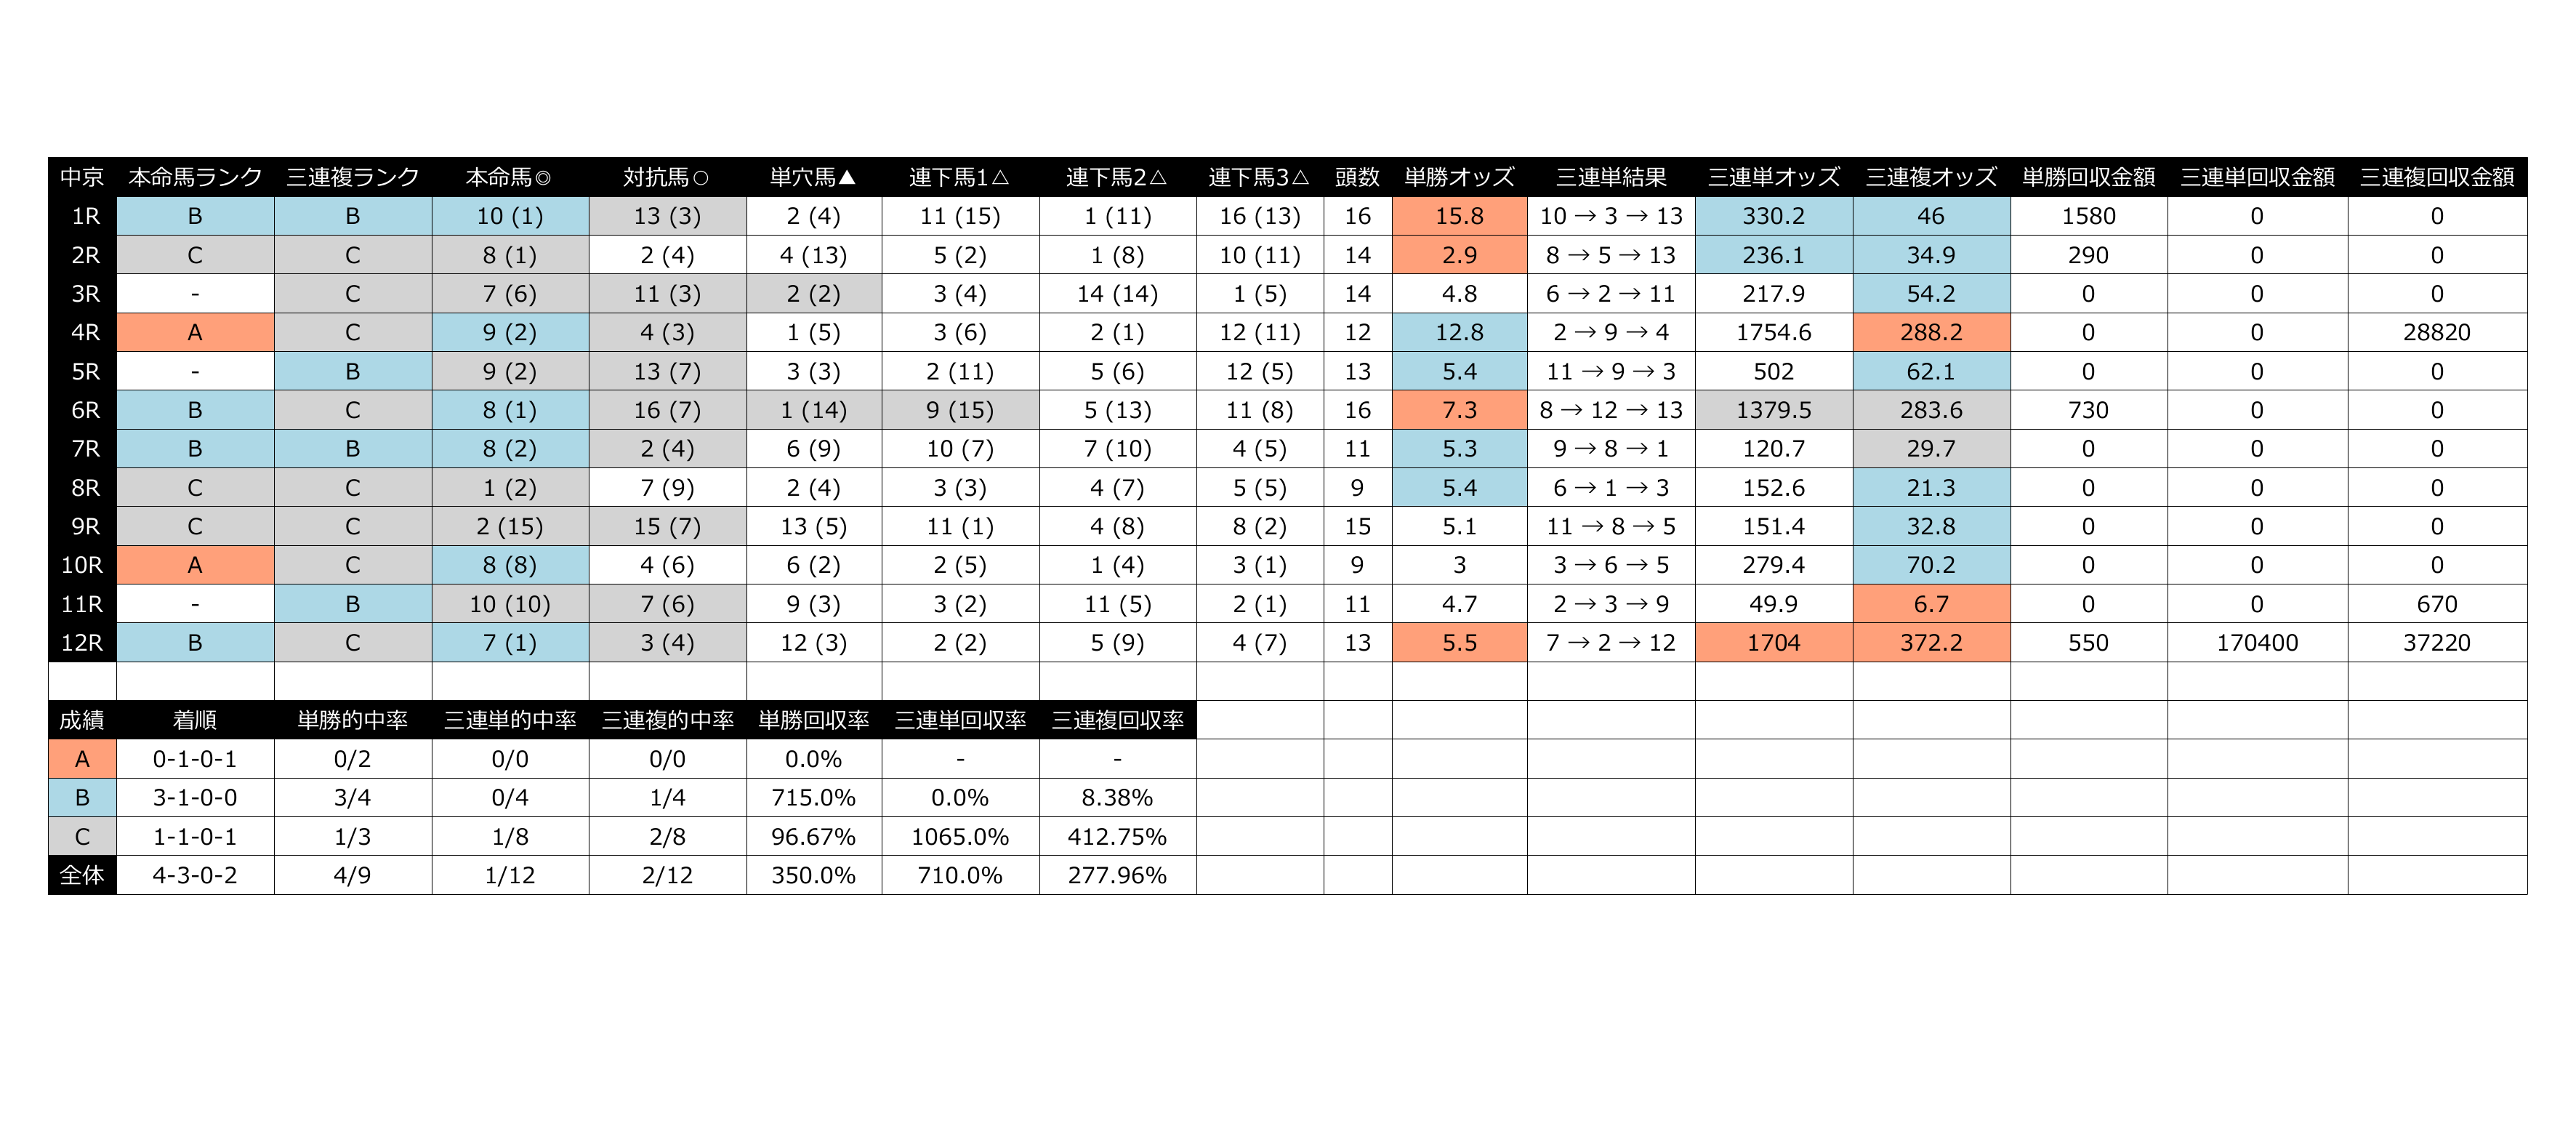 中京 本命馬ランク 三連複ランク 本命馬◎ 対抗馬○ 単穴馬▲ 連下馬1△ 連下馬2△ 連下馬3△ 頭数 単勝オッズ 三連単結果 三連単オッズ 三連複オッズ 単勝回収金額 三連単回収金額 三連複回収金額
1R B B 10 (1) 13 (3) 2 (4) 11 (15) 1 (11) 16 (13) 16 15.8 10 → 3 → 13 330.2 46 1580 0 0
2R C C 8 (1) 2 (4) 4 (13) 5 (2) 1 (8) 10 (11) 14 2.9 8 → 5 → 13 236.1 34.9 290 0 0
3R - C 7 (6) 11 (3) 2 (2) 3 (4) 14 (14) 1 (5) 14 4.8 6 → 2 → 11 217.9 54.2 0 0 0
4R A C 9 (2) 4 (3) 1 (5) 3 (6) 2 (1) 12 (11) 12 12.8 2 → 9 → 4 1754.6 288.2 0 0 28820
5R - B 9 (2) 13 (7) 3 (3) 2 (11) 5 (6) 12 (5) 13 5.4 11 → 9 → 3 502 62.1 0 0 0
6R B C 8 (1) 16 (7) 1 (14) 9 (15) 5 (13) 11 (8) 16 7.3 8 → 12 → 13 1379.5 283.6 730 0 0
7R B B 8 (2) 2 (4) 6 (9) 10 (7) 7 (10) 4 (5) 11 5.3 9 → 8 → 1 120.7 29.7 0 0 0
8R C C 1 (2) 7 (9) 2 (4) 3 (3) 4 (7) 5 (5) 9 5.4 6 → 1 → 3 152.6 21.3 0 0 0
9R C C 2 (15) 15 (7) 13 (5) 11 (1) 4 (8) 8 (2) 15 5.1 11 → 8 → 5 151.4 32.8 0 0 0
10R A C 8 (8) 4 (6) 6 (2) 2 (5) 1 (4) 3 (1) 9 3 3 → 6 → 5 279.4 70.2 0 0 0
11R - B 10 (10) 7 (6) 9 (3) 3 (2) 11 (5) 2 (1) 11 4.7 2 → 3 → 9 49.9 6.7 0 0 670
12R B C 7 (1) 3 (4) 12 (3) 2 (2) 5 (9) 4 (7) 13 5.5 7 → 2 → 12 1704 372.2 550 170400 37220
成績 着順 単勝的中率 三連単的中率 三連複的中率 単勝回収率 三連単回収率 三連複回収率
A 0-1-0-1 0/2 0/0 0/0 0.0% - -
B 3-1-0-0 3/4 0/4 1/4 715.0% 0.0% 8.38%
C 1-1-0-1 1/3 1/8 2/8 96.67% 1065.0% 412.75%
全体 4-3-0-2 4/9 1/12 2/12 350.0% 710.0% 277.96%